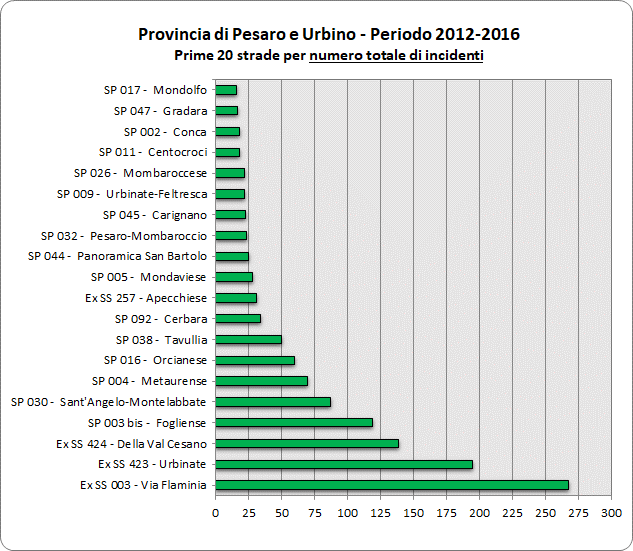 Provincia di Pesaro e Urbino - Periodo 2012-2016
Prime 20 strade per numero totale di incidenti
SP 017 - Mondolfo
SP 047 - Gradara
SP 002 - Conca
SP 011 - Centocroci
SP 026 - Mombaroccese
SP 009 - Urbinate-Feltresca
SP 045 - Carignano
SP 032 - Pesaro-Mombaroccio
SP 044 - Panoramica San Bartolo
SP 005 - Mondaviese
Ex SS 257 - Apecchiese
SP 092 - Cerbara
SP 038 - Tavullia
SP 016 - Orcianese
SP 004 - Metaurense
SP 030 - Sant'Angelo-Montelabbate
SP 003 bis - Fogliense
Ex SS 424 - Della Val Cesano
Ex SS 423 - Urbinate
Ex SS 003 - Via Flaminia
0 25 50 75 100 125 150 175 200 225 250 275 300